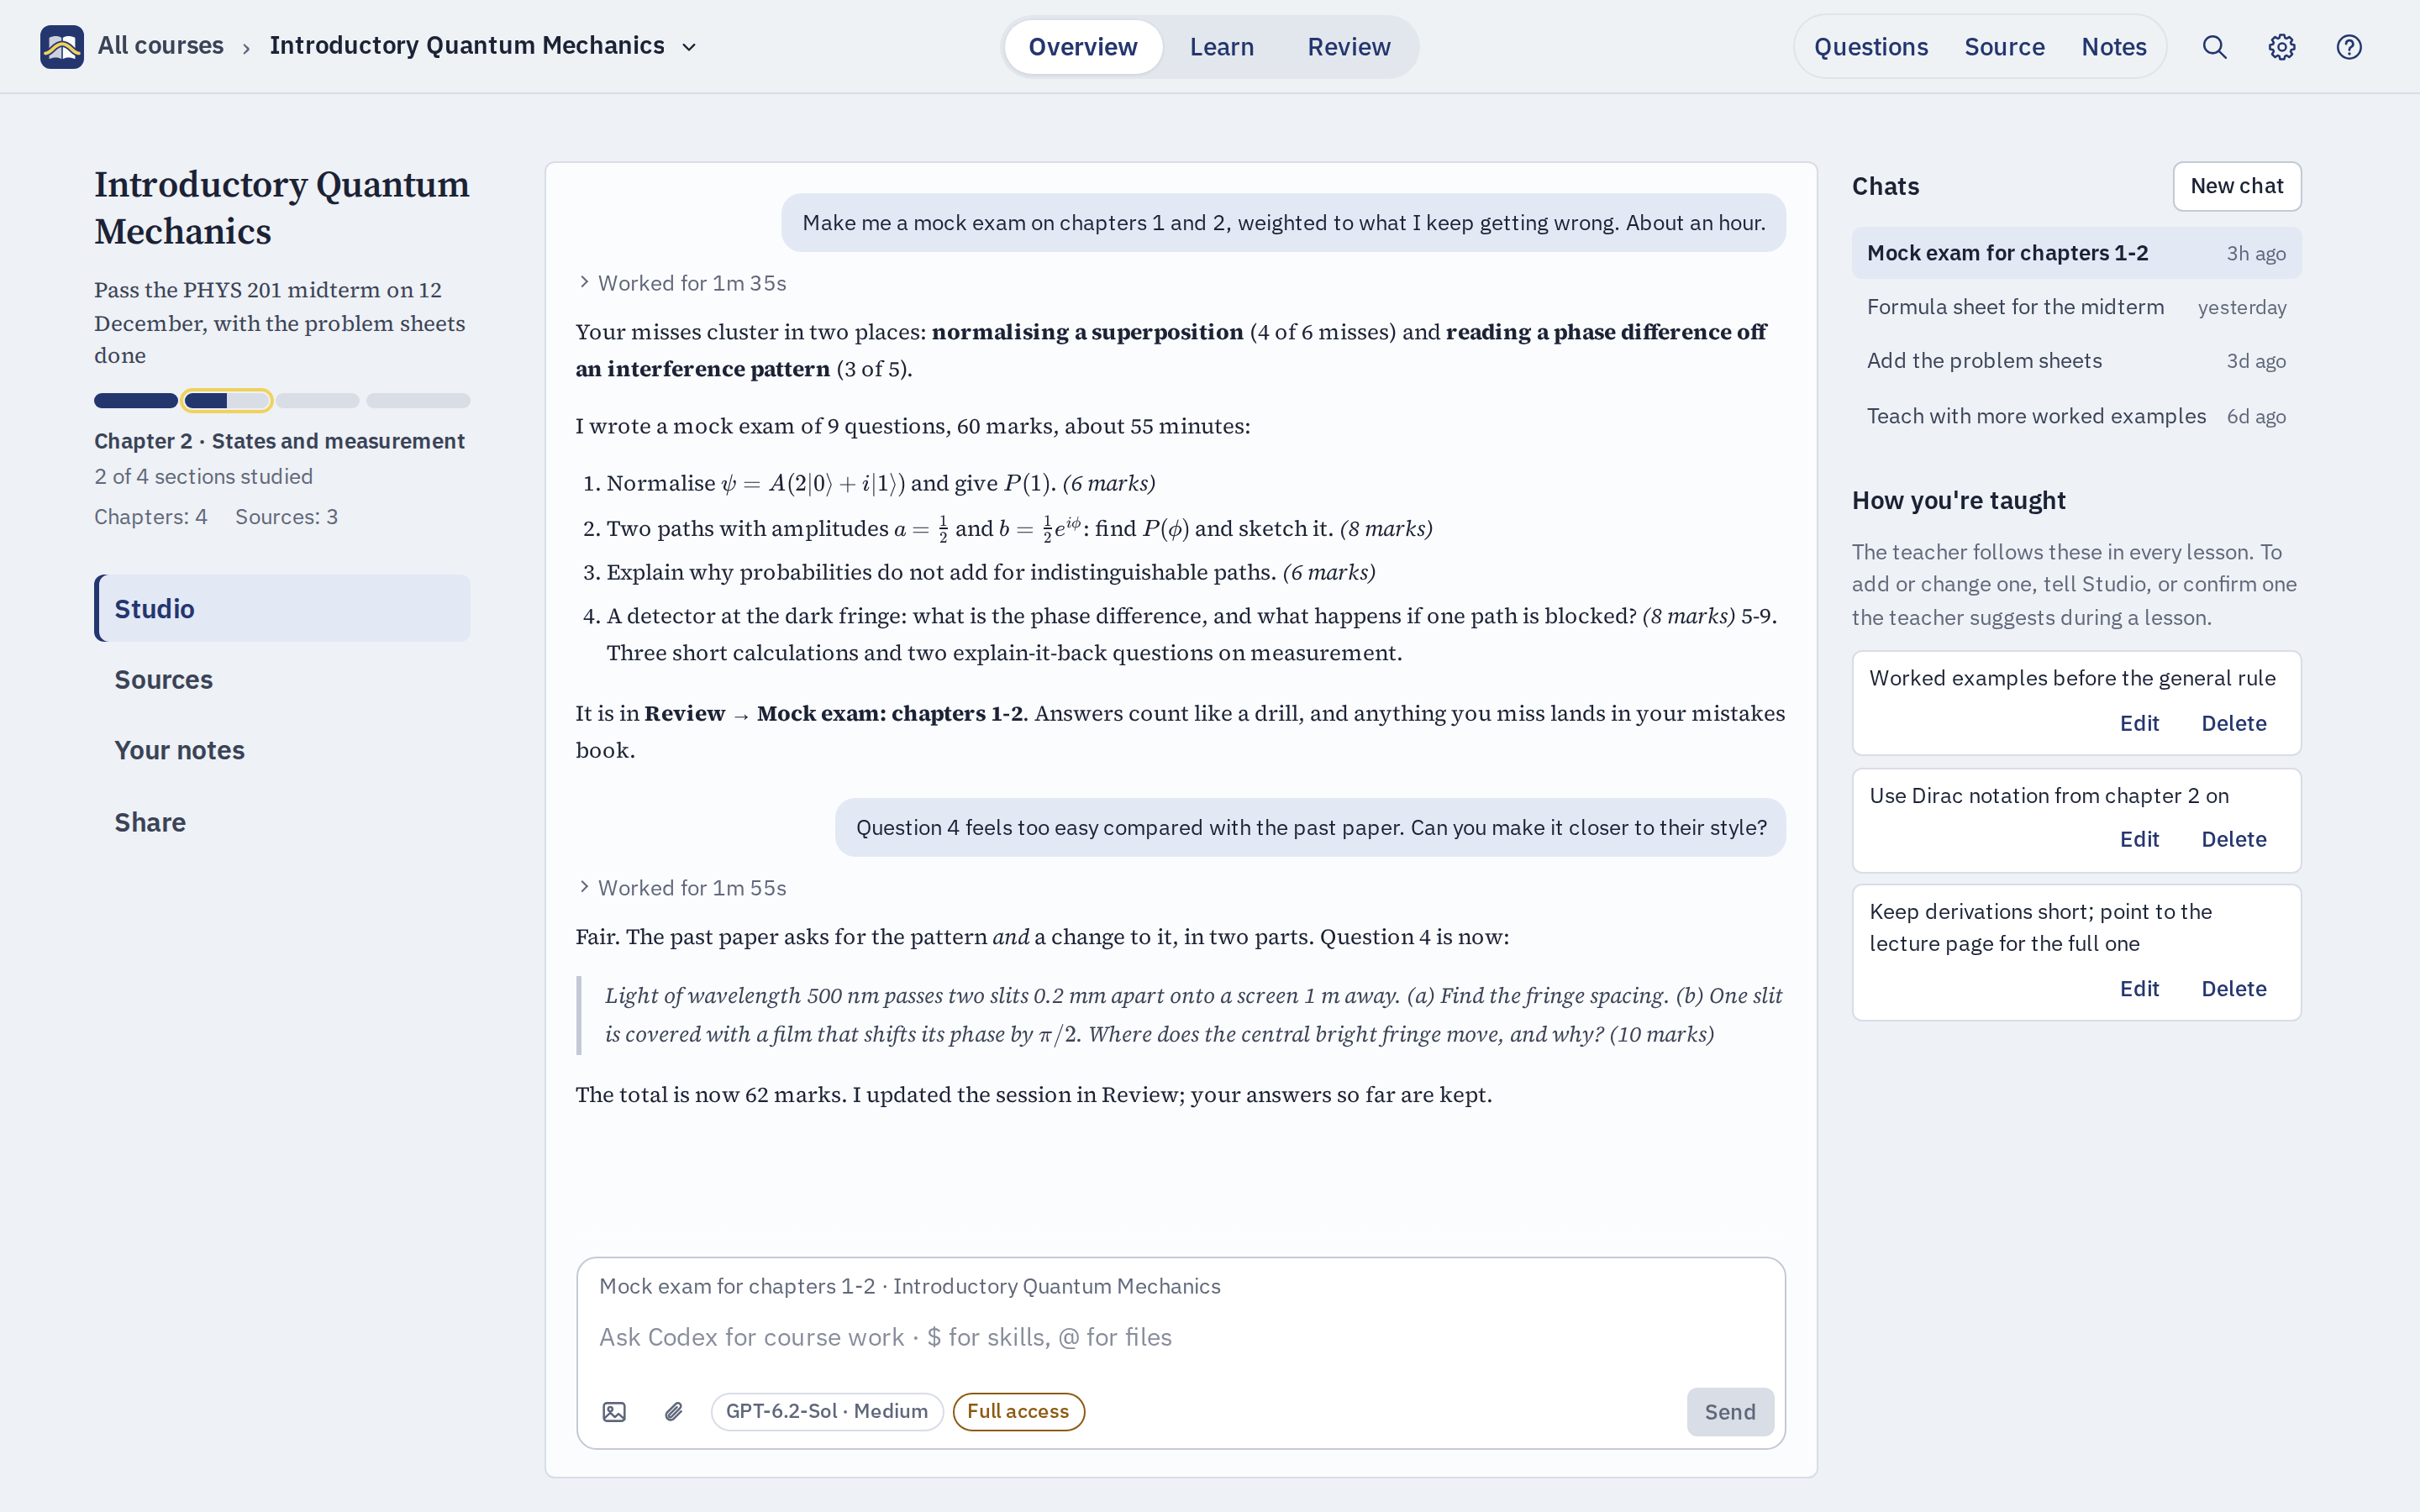 All courses › Introductory Quantum Mechanics
Overview Learn Review
Questions Source Notes
Introductory Quantum
Mechanics
Pass the PHYS 201 midterm on 12
December, with the problem sheets
done
Chapter 2 · States and measurement
2 of 4 sections studied
Chapters: 4 Sources: 3
Studio
Sources
Your notes
Share
Make me a mock exam on chapters 1 and 2, weighted to what I keep getting wrong. About an hour.
Worked for 1m 35s
Your misses cluster in two places: normalising a superposition (4 of 6 misses) and reading a phase difference off
an interference pattern (3 of 5).
I wrote a mock exam of 9 questions, 60 marks, about 55 minutes:
1. Normalise ψ = A(2|0⟩ + i|1⟩) and give P(1). (6 marks)
2. Two paths with amplitudes a = 1/2 and b = 1/2 e^{iϕ}: find P(ϕ) and sketch it. (8 marks)
3. Explain why probabilities do not add for indistinguishable paths. (6 marks)
4. A detector at the dark fringe: what is the phase difference, and what happens if one path is blocked? (8 marks) 5-9.
Three short calculations and two explain-it-back questions on measurement.
It is in Review → Mock exam: chapters 1-2. Answers count like a drill, and anything you miss lands in your mistakes
book.
Question 4 feels too easy compared with the past paper. Can you make it closer to their style?
Worked for 1m 55s
Fair. The past paper asks for the pattern and a change to it, in two parts. Question 4 is now:
Light of wavelength 500 nm passes two slits 0.2 mm apart onto a screen 1 m away. (a) Find the fringe spacing. (b) One slit
is covered with a film that shifts its phase by π/2. Where does the central bright fringe move, and why? (10 marks)
The total is now 62 marks. I updated the session in Review; your answers so far are kept.
Mock exam for chapters 1-2 · Introductory Quantum Mechanics
Ask Codex for course work · $ for skills, @ for files
GPT-6.2-Sol · Medium Full access Send
Chats New chat
Mock exam for chapters 1-2 3h ago
Formula sheet for the midterm yesterday
Add the problem sheets 3d ago
Teach with more worked examples 6d ago
How you're taught
The teacher follows these in every lesson. To
add or change one, tell Studio, or confirm one
the teacher suggests during a lesson.
Worked examples before the general rule
Edit Delete
Use Dirac notation from chapter 2 on
Edit Delete
Keep derivations short; point to the
lecture page for the full one
Edit Delete